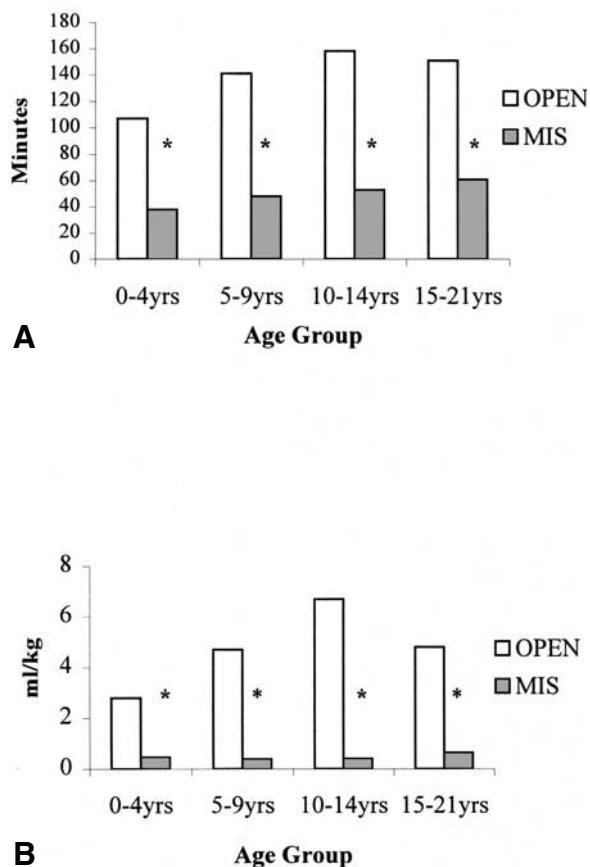 180
160
140
120
100
80
60
40
20
0
Minutes
*
*
*
*
OPEN
MIS
0-4yrs 5-9yrs 10-14yrs 15-21yrs
Age Group
A
8
6
4
2
0
ml/kg
*
*
*
*
OPEN
MIS
0-4yrs 5-9yrs 10-14yrs 15-21yrs
Age Group
B